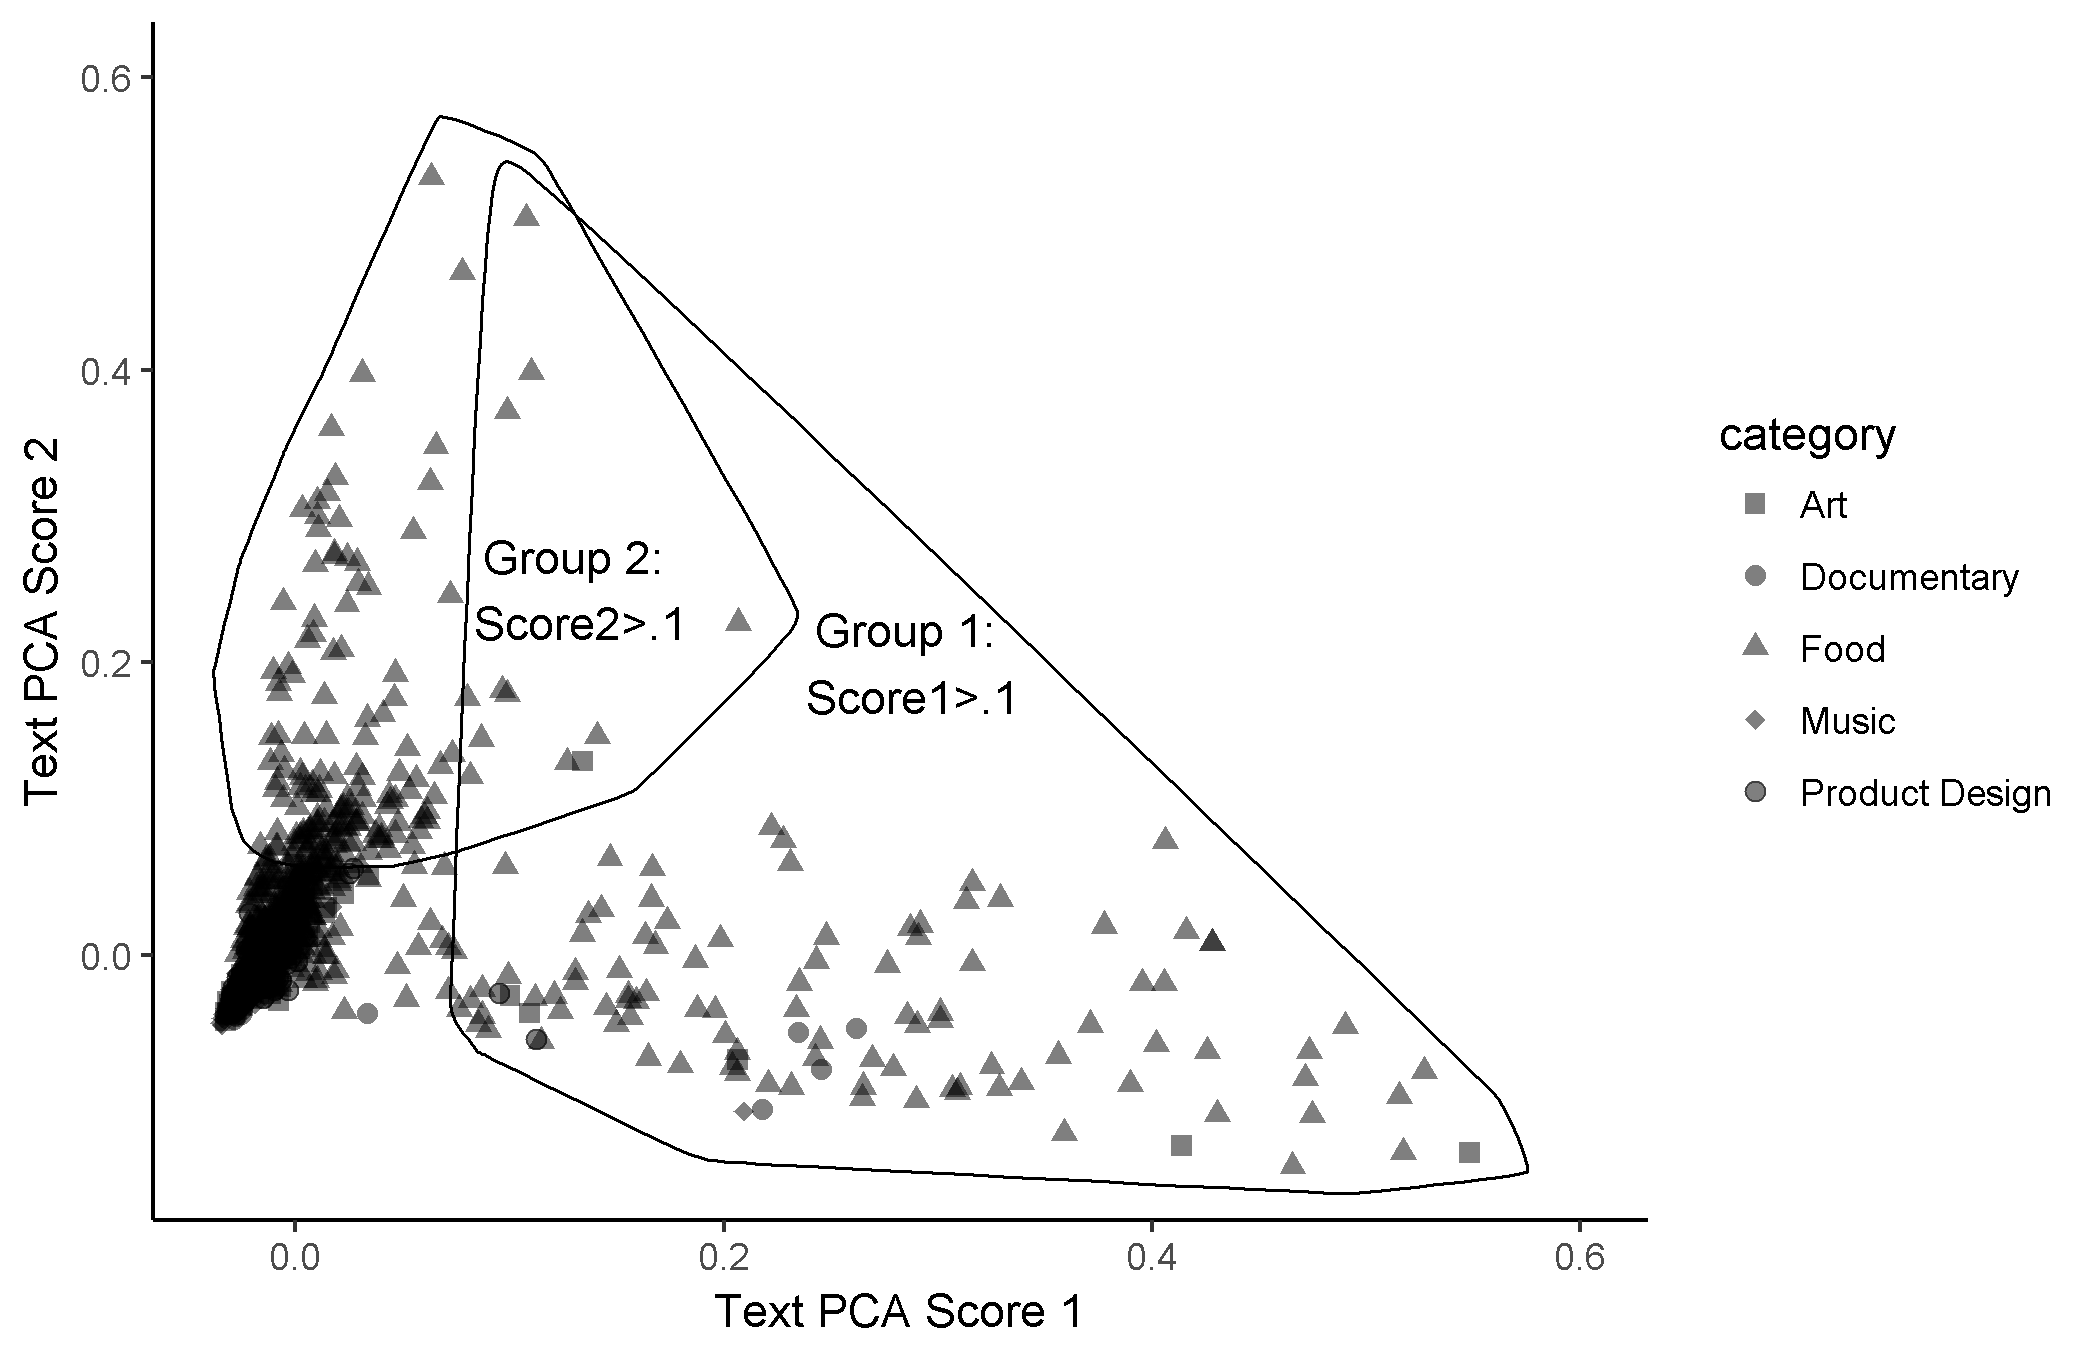 0.6
0.4
0.2
0.0
Text PCA Score 2
Group 2:
Score2>.1
Group 1:
Score1>.1
0.0
0.2
0.4
0.6
Text PCA Score 1
category
Art
Documentary
Food
Music
Product Design